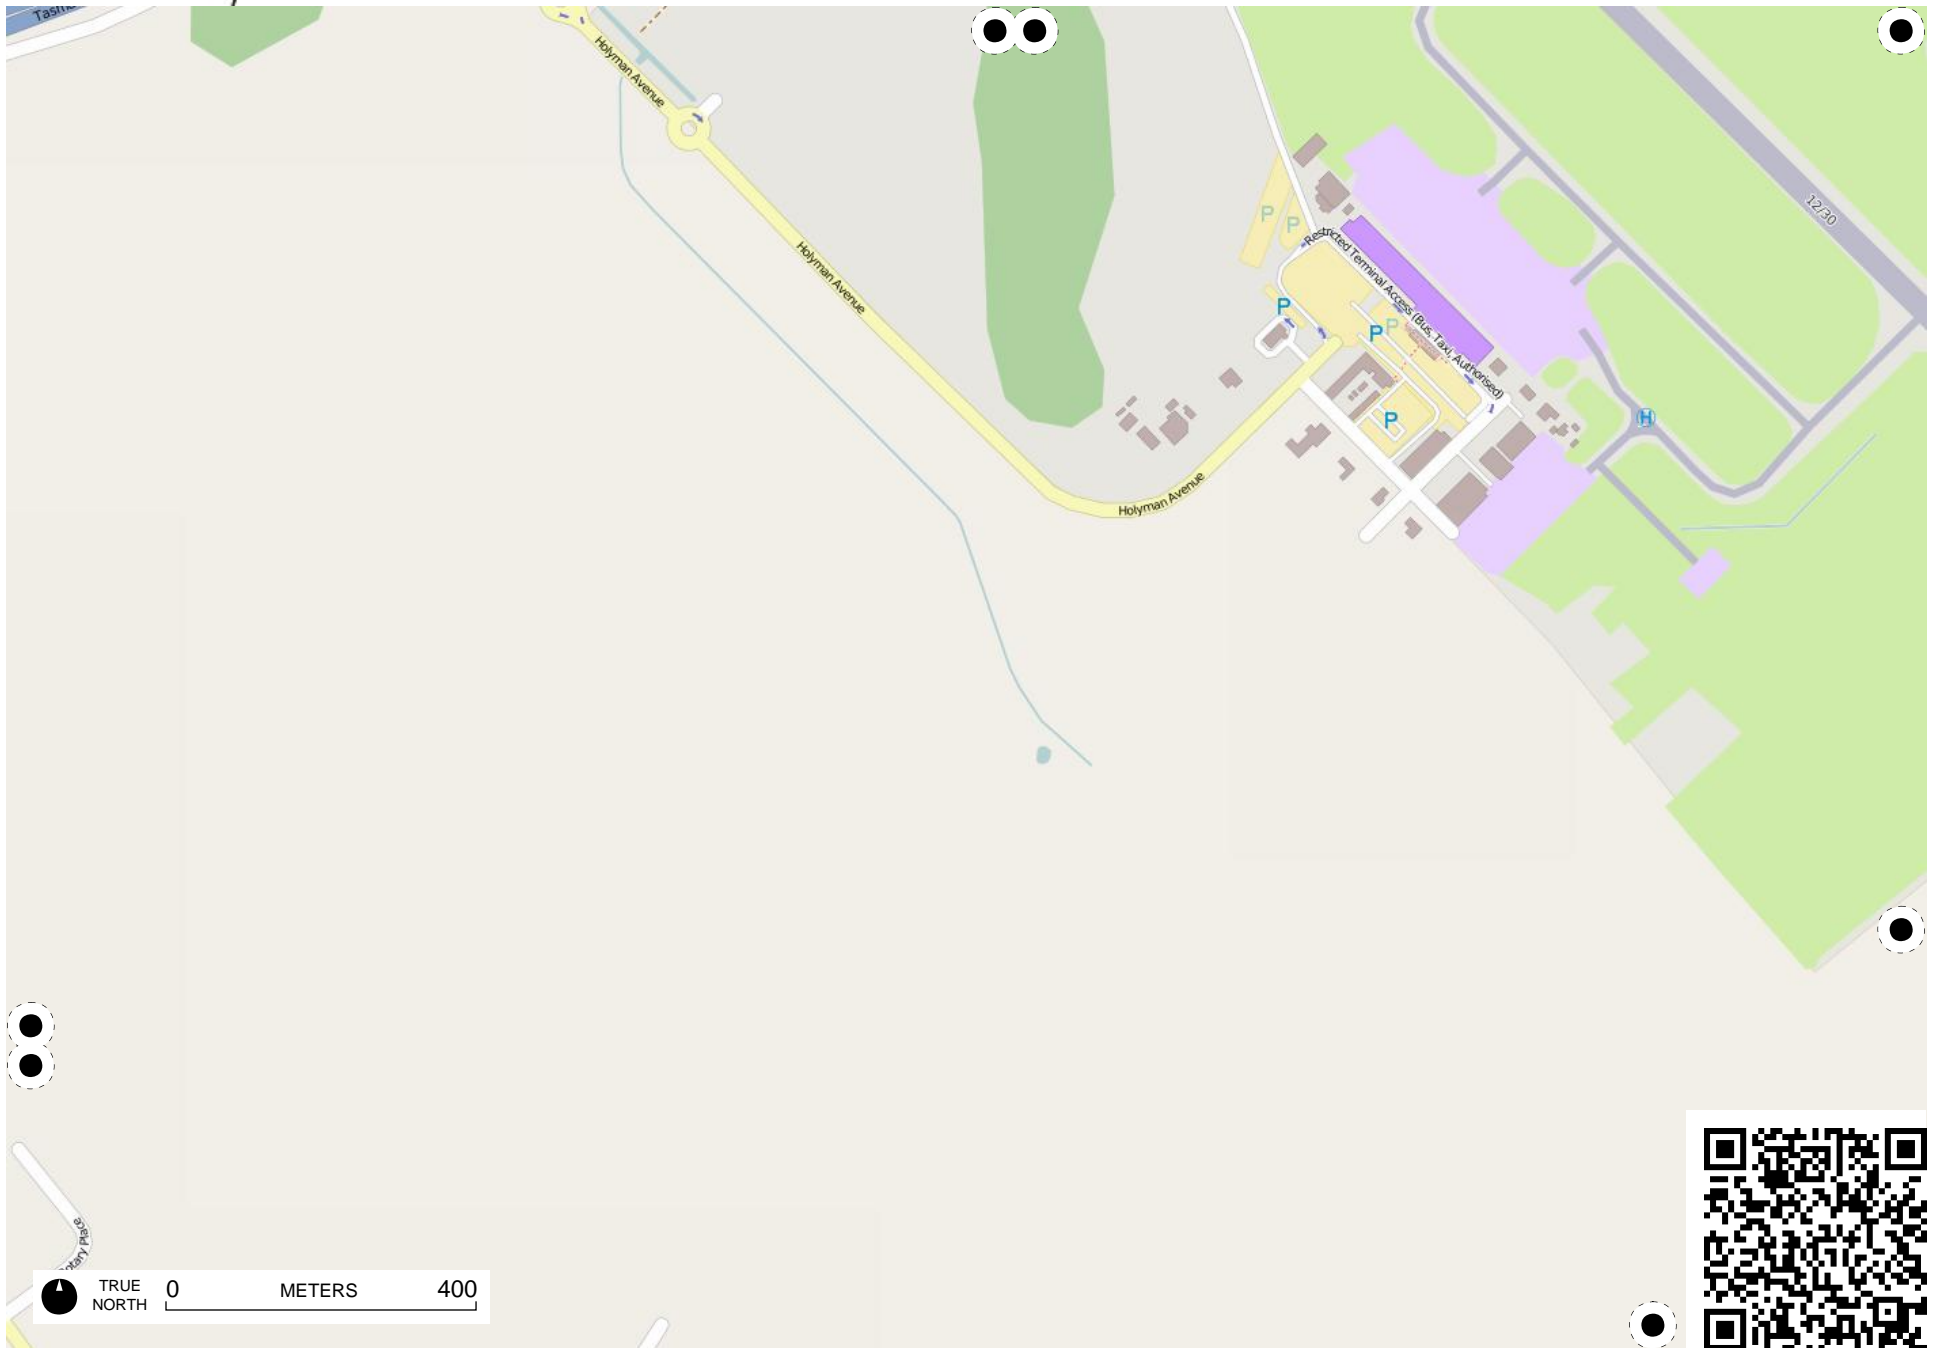 Holyman Avenue
12/30
P
P
Restricted Terminal Access (Bus, Taxi, Authorised)
Holyman Avenue
P
P
P
P
H
Holyman Avenue
TRUE
NORTH
0
METERS
400